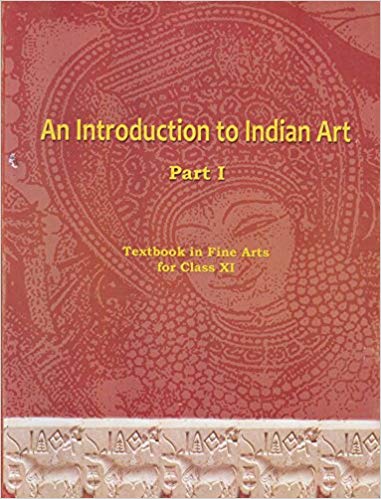 An Introduction to Indian Art
Part I
Textbook in Fine Arts
for Class XI